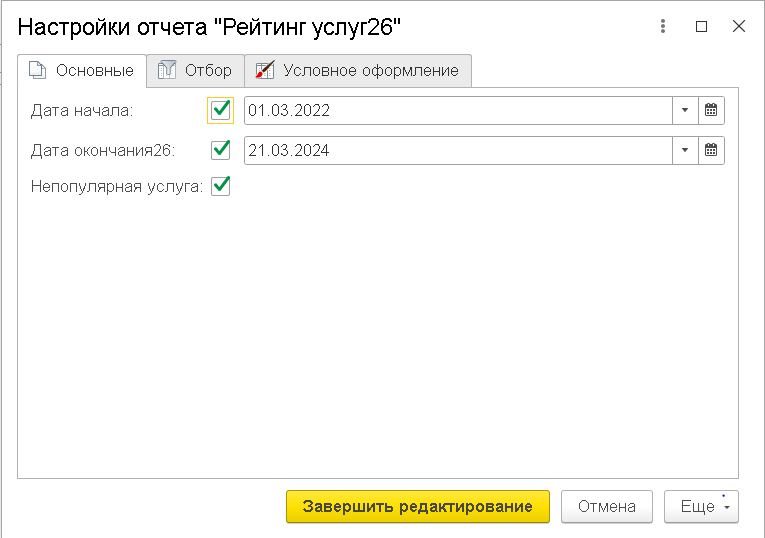 Настройки отчета "Рейтинг услуг26"
Основные Отбор Условное оформление
Дата начала: 01.03.2022
Дата окончания26: 21.03.2024
Непопулярная услуга:
Завершить редактирование Отмена Еще